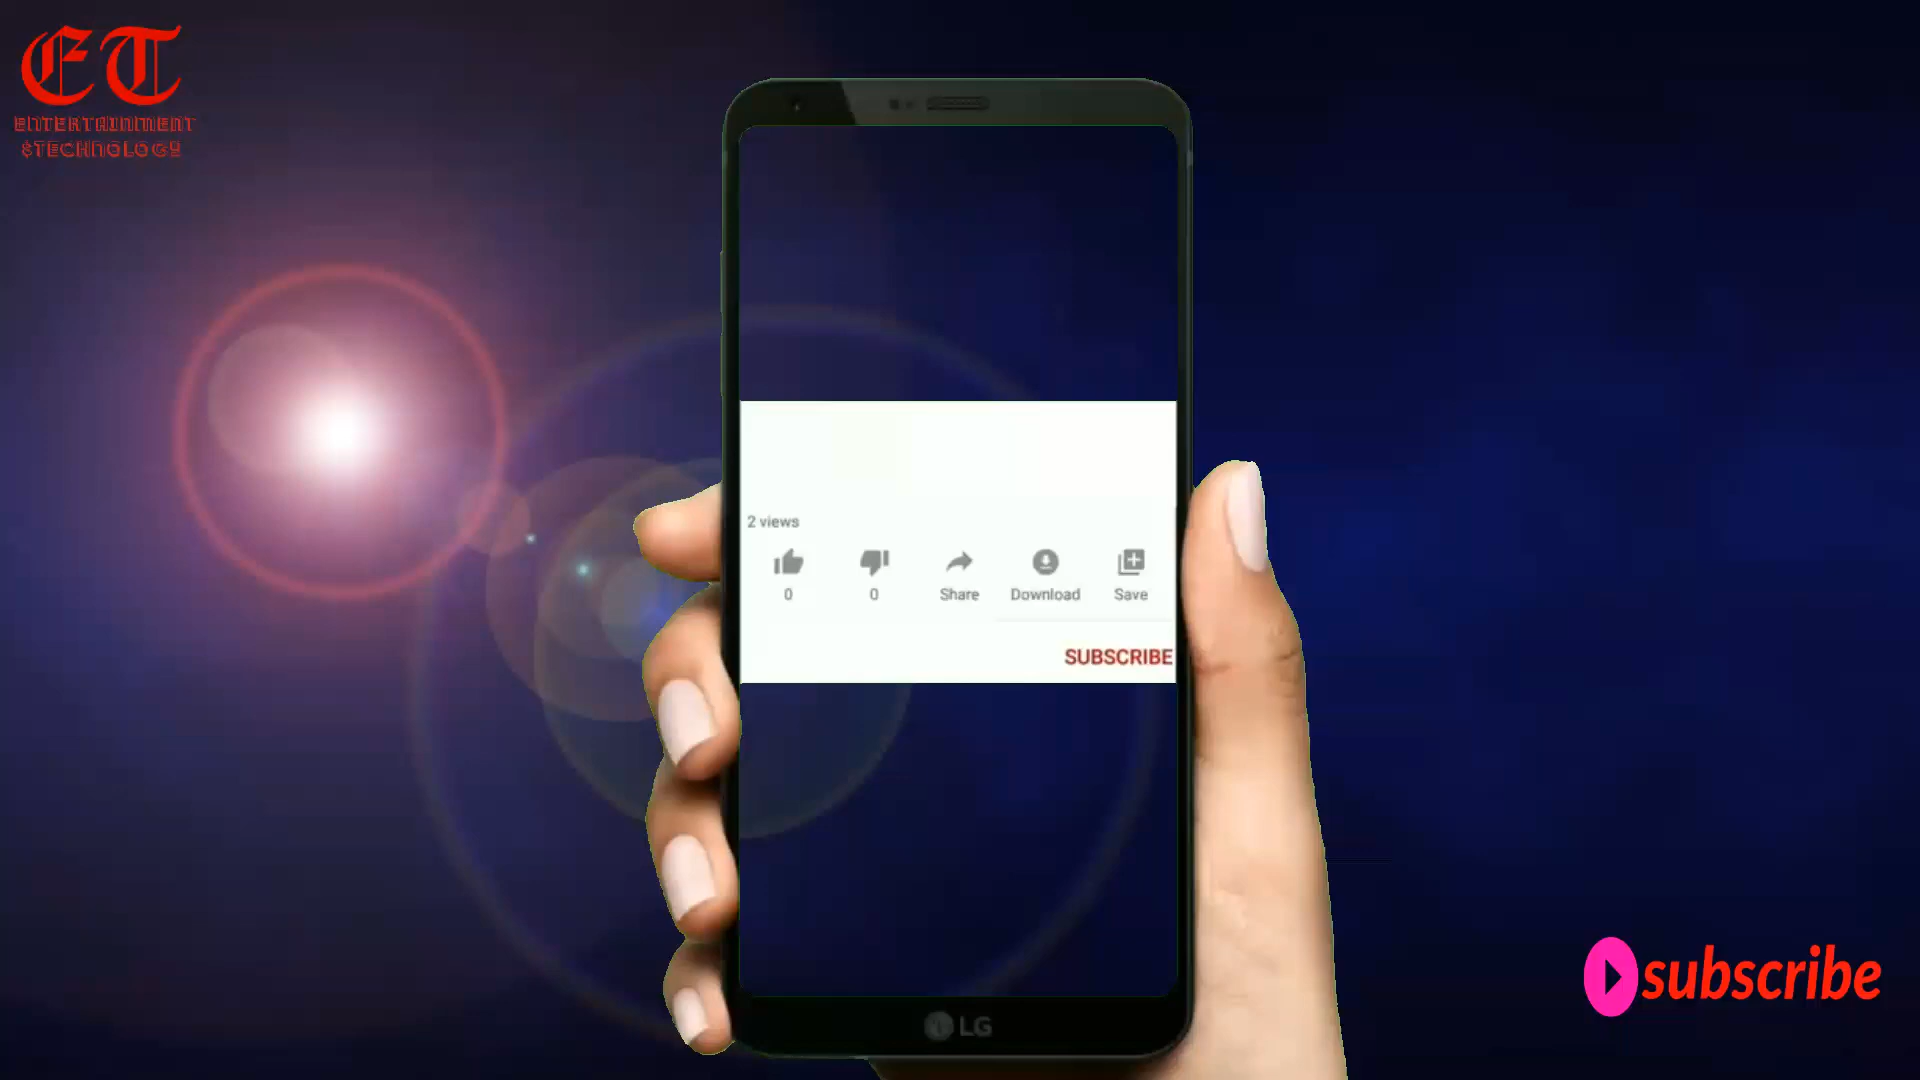 ET
ENTERTAINMENT
&TECHNOLOGY
2 views
0 0 Share Download Save
SUBSCRIBE
LG
subscribe